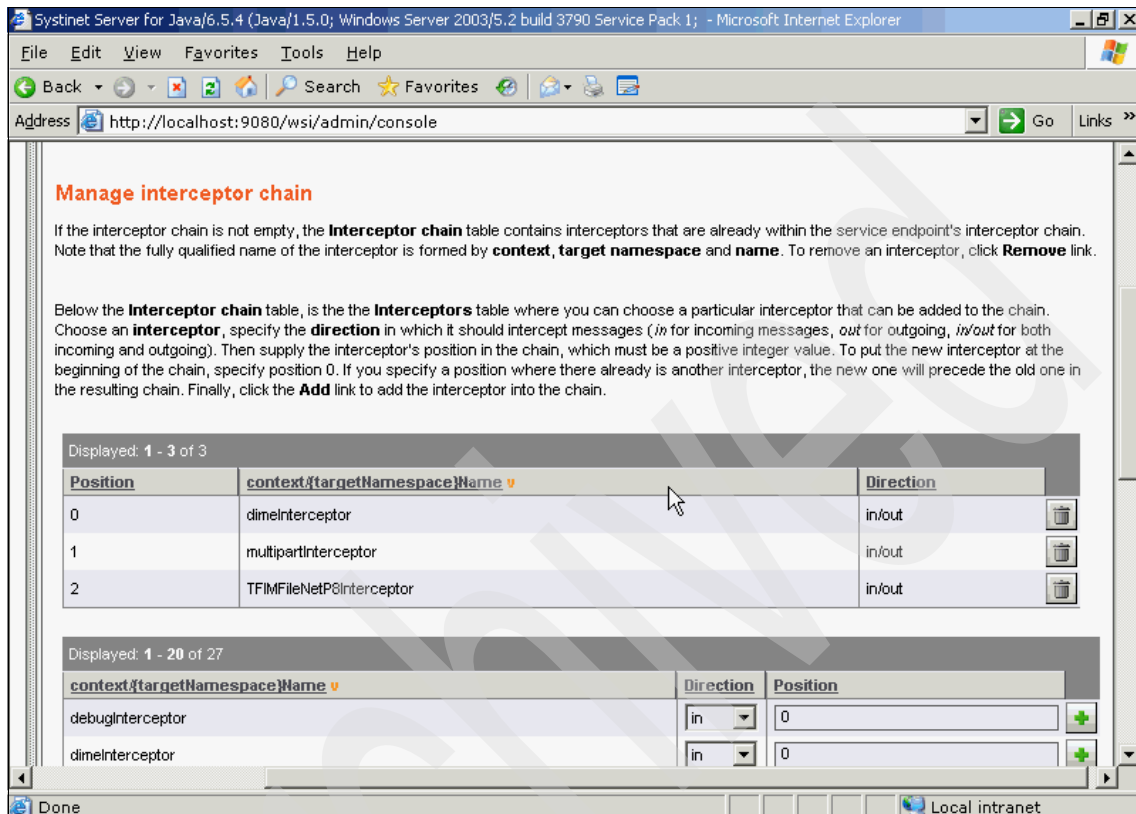 Systinet Server for Java/6.5.4 (Java/1.5.0; Windows Server 2003/5.2 build 3790 Service Pack 1; - Microsoft Internet Explorer
File Edit View Favorites Tools Help
Back Search Favorites
Address http://localhost:9080/wsi/admin/console Go Links »
Manage interceptor chain
If the interceptor chain is not empty, the Interceptor chain table contains interceptors that are already within the service endpoint's interceptor chain.
Note that the fully qualified name of the interceptor is formed by context, target namespace and name. To remove an interceptor, click Remove link.
Below the Interceptor chain table, is the the Interceptors table where you can choose a particular interceptor that can be added to the chain.
Choose an interceptor, specify the direction in which it should intercept messages (in for incoming messages, out for outgoing, in/out for both
incoming and outgoing). Then supply the interceptor's position in the chain, which must be a positive integer value. To put the new interceptor at the
beginning of the chain, specify position 0. If you specify a position where there already is another interceptor, the new one will precede the old one in
the resulting chain. Finally, click the Add link to add the interceptor into the chain.
Displayed: 1 - 3 of 3
Position context/{targetNamespace}Name Direction
0 dimeInterceptor in/out
1 multipartInterceptor in/out
2 TFIMFileNetP8Interceptor in/out
Displayed: 1 - 20 of 27
context/{targetNamespace}Name Direction Position
debugInterceptor in 0
dimeInterceptor in 0
Done Local intranet